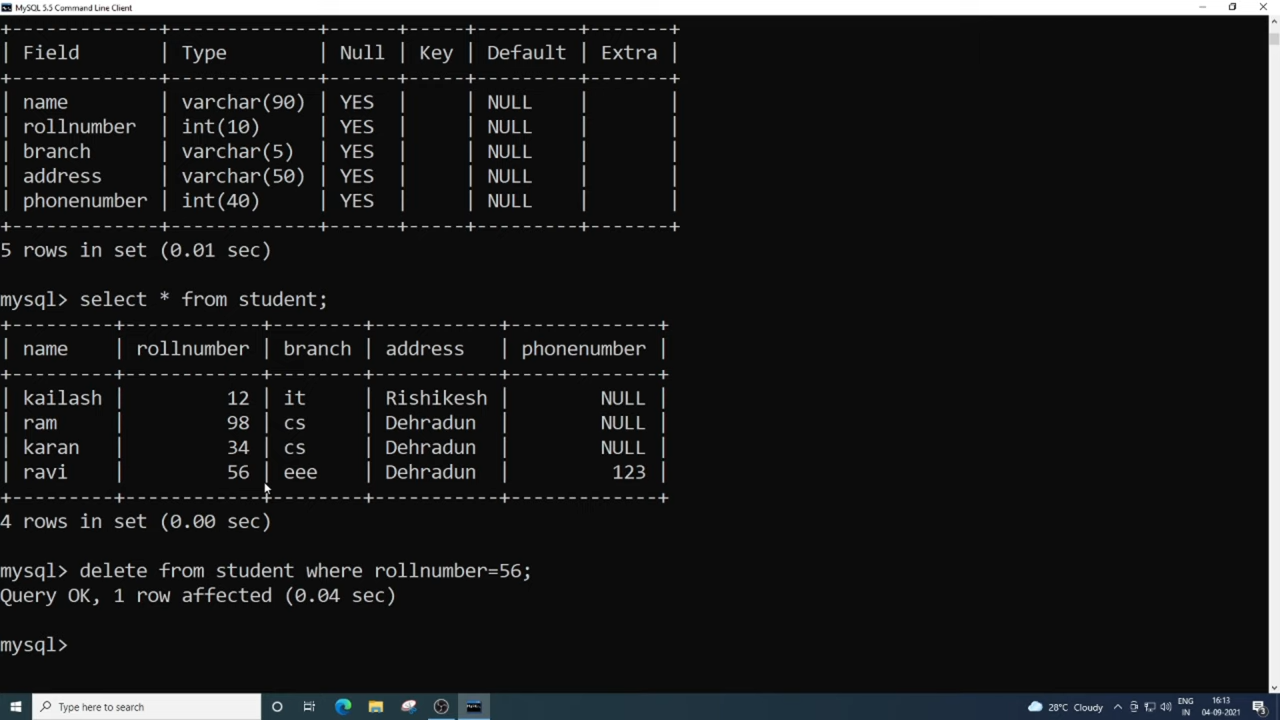 MySQL 5.5 Command Line Client
+-------------+-------------+------+-----+---------+-------+
| Field       | Type        | Null | Key | Default | Extra |
+-------------+-------------+------+-----+---------+-------+
| name        | varchar(90) | YES  |     | NULL    |       |
| rollnumber  | int(10)     | YES  |     | NULL    |       |
| branch      | varchar(5)  | YES  |     | NULL    |       |
| address     | varchar(50) | YES  |     | NULL    |       |
| phonenumber | int(40)     | YES  |     | NULL    |       |
+-------------+-------------+------+-----+---------+-------+
5 rows in set (0.01 sec)
mysql> select * from student;
+---------+------------+--------+-----------+-------------+
| name    | rollnumber | branch | address   | phonenumber |
+---------+------------+--------+-----------+-------------+
| kailash |         12 | it     | Rishikesh |        NULL |
| ram     |         98 | cs     | Dehradun  |        NULL |
| karan   |         34 | cs     | Dehradun  |        NULL |
| ravi    |         56 | eee    | Dehradun  |         123 |
+---------+------------+--------+-----------+-------------+
4 rows in set (0.00 sec)
mysql> delete from student where rollnumber=56;
Query OK, 1 row affected (0.04 sec)
mysql>
Type here to search
28°C Cloudy
ENG
IN
16:13
04-09-2021
3